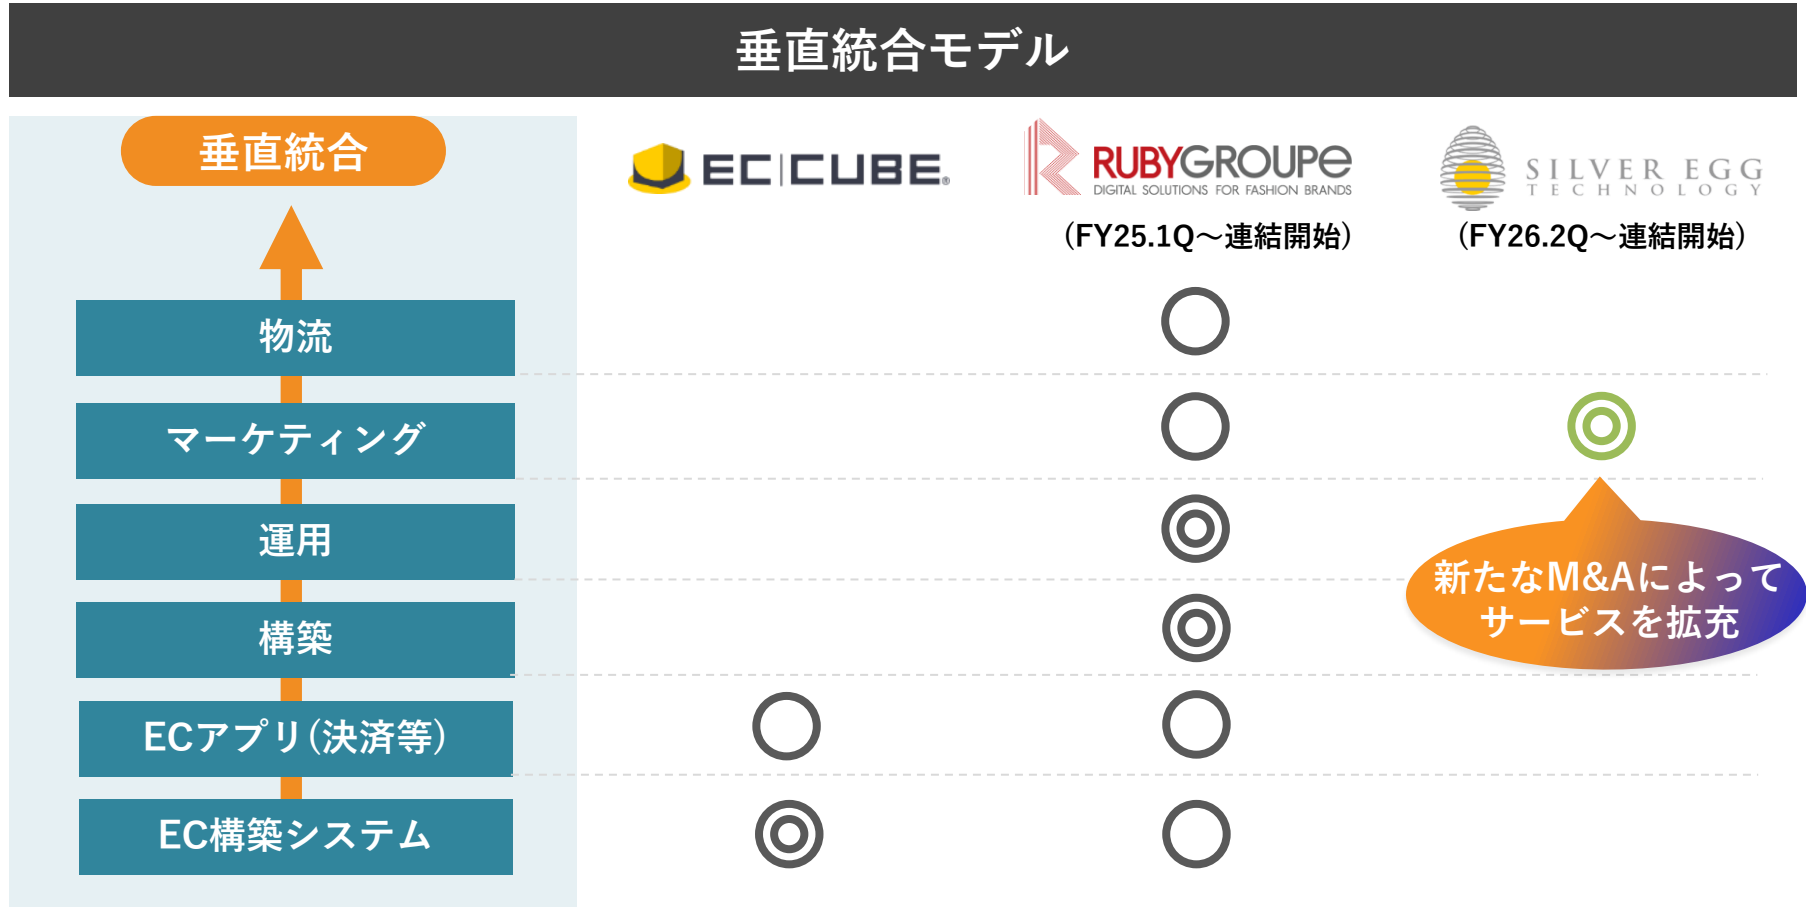 垂直統合モデル
垂直統合
EC CUBE®
RUBYGROUPE
DIGITAL SOLUTIONS FOR FASHION BRANDS
(FY25.1Q～連結開始)
SILVER EGG
TECHNOLOGY
(FY26.2Q～連結開始)
物流
マーケティング
運用
構築
ECアプリ(決済等)
EC構築システム
新たなM&Aによって
サービスを拡充